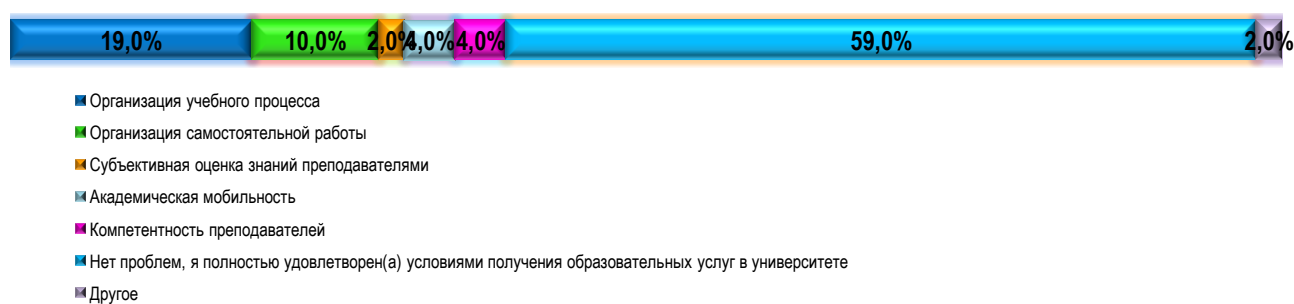 19,0% 10,0% 2,0% 4,0% 4,0% 59,0% 2,0%
Организация учебного процесса
Организация самостоятельной работы
Субъективная оценка знаний преподавателями
Академическая мобильность
Компетентность преподавателей
Нет проблем, я полностью удовлетворен(а) условиями получения образовательных услуг в университете
Другое